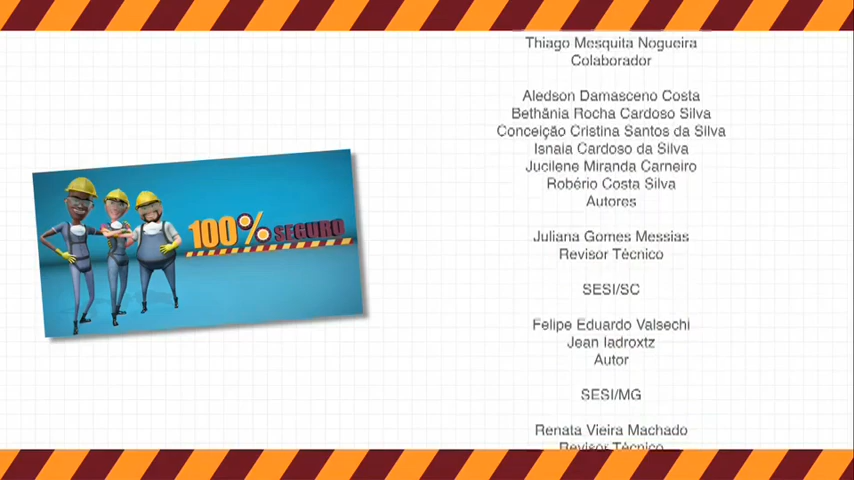 100% SEGURO
Thiago Mesquita Nogueira
Colaborador
Aledson Damasceno Costa
Bethânia Rocha Cardoso Silva
Conceição Cristina Santos da Silva
Isnaia Cardoso da Silva
Jucilene Miranda Carneiro
Robério Costa Silva
Autores
Juliana Gomes Messias
Revisor Técnico
SESI/SC
Felipe Eduardo Valsechi
Jean Iadroxtz
Autor
SESI/MG
Renata Vieira Machado
Revisor Técnico